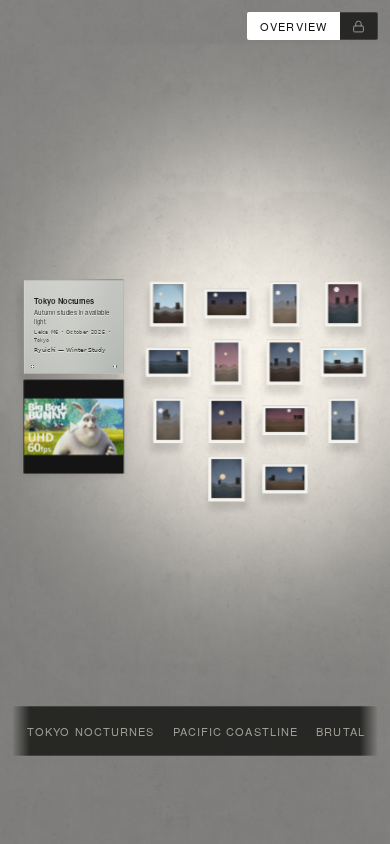 OVERVIEW
Tokyo Nocturnes
Autumn studies in available
light
Leica M6 • October 2025 •
Tokyo
Ryuichi — Winter Study
Big Buck
BUNNY
UHD
60fps
TOKYO NOCTURNES
PACIFIC COASTLINE
BRUTAL